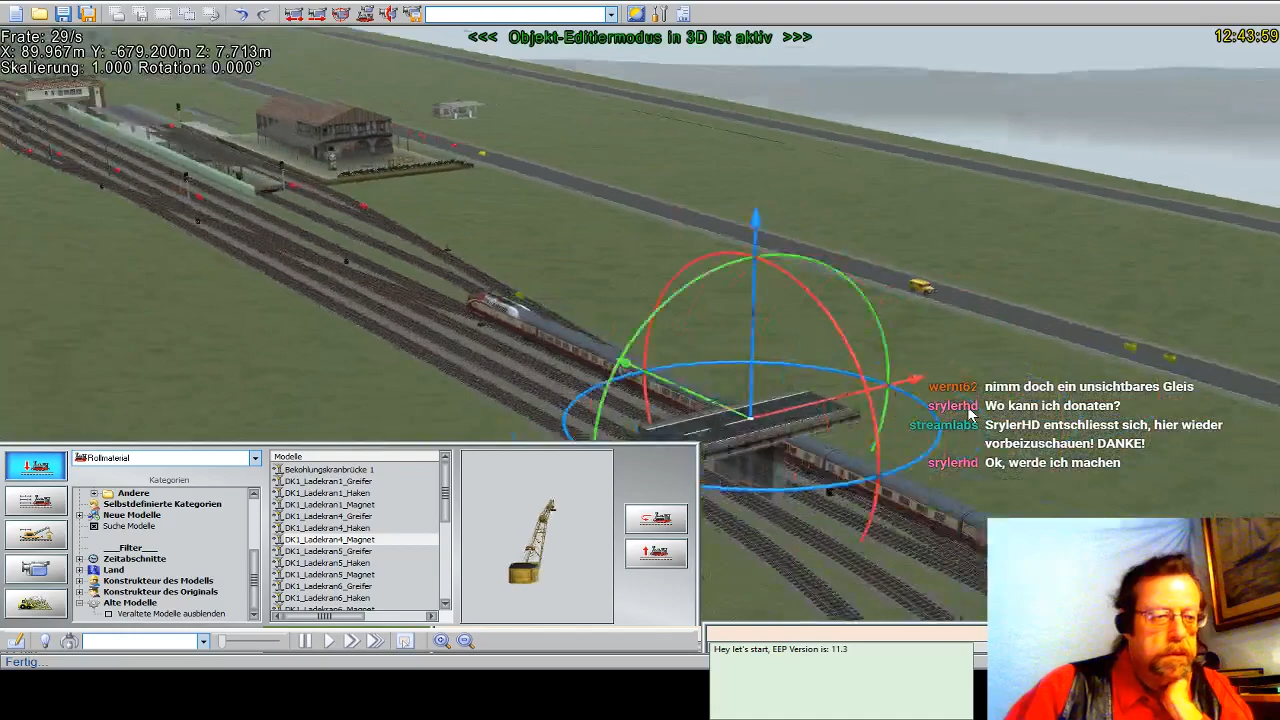 Frate: 29/s
X: 89.967m Y: -679.200m Z: 7.713m
Skalierung: 1.000 Rotation: 0.000°
<<< Objekt-Editiermodus in 3D ist aktiv >>>
12:43:59
werni62 nimm doch ein unsichtbares Gleis
srylerhd Wo kann ich donaten?
streamlabs SrylerHD entschliesst sich, hier wieder
vorbeizuschauen! DANKE!
srylerhd Ok, werde ich machen
Rollmaterial
Kategorien
Andere
Selbstdefinierte Kategorien
Neue Modelle
Suche Modelle
___Filter___
Zeitabschnitte
Land
Konstrukteur des Modells
Konstrukteur des Originals
Alte Modelle
Veraltete Modelle ausblenden
Modelle
Bekohlungskranbrücke 1
DK1_Ladekran1_Greifer
DK1_Ladekran1_Haken
DK1_Ladekran1_Magnet
DK1_Ladekran4_Greifer
DK1_Ladekran4_Haken
DK1_Ladekran4_Magnet
DK1_Ladekran5_Greifer
DK1_Ladekran5_Haken
DK1_Ladekran5_Magnet
DK1_Ladekran6_Greifer
DK1_Ladekran6_Haken
DK1_Ladekran6_Magnet
Fertig...
Hey let's start, EEP Version is: 11.3